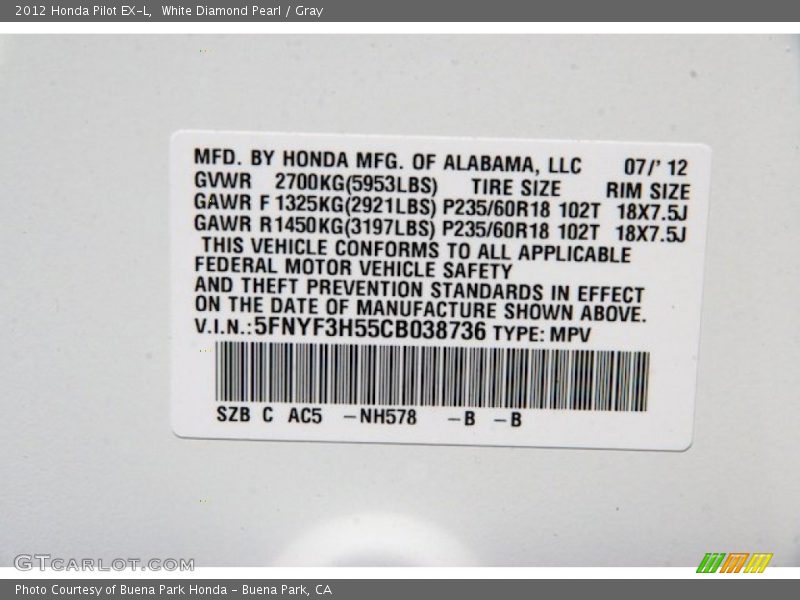 2012 Honda Pilot EX-L, White Diamond Pearl / Gray
MFD. BY HONDA MFG. OF ALABAMA, LLC 07/' 12
GVWR 2700KG(5953LBS) TIRE SIZE RIM SIZE
GAWR F 1325KG(2921LBS) P235/60R18 102T 18X7.5J
GAWR R 1450KG(3197LBS) P235/60R18 102T 18X7.5J
THIS VEHICLE CONFORMS TO ALL APPLICABLE
FEDERAL MOTOR VEHICLE SAFETY
AND THEFT PREVENTION STANDARDS IN EFFECT
ON THE DATE OF MANUFACTURE SHOWN ABOVE.
V.I.N.:5FNYF3H55CB038736 TYPE: MPV
SZB C AC5 -NH578 -B -B
GTCARLOT.COM
Photo Courtesy of Buena Park Honda - Buena Park, CA